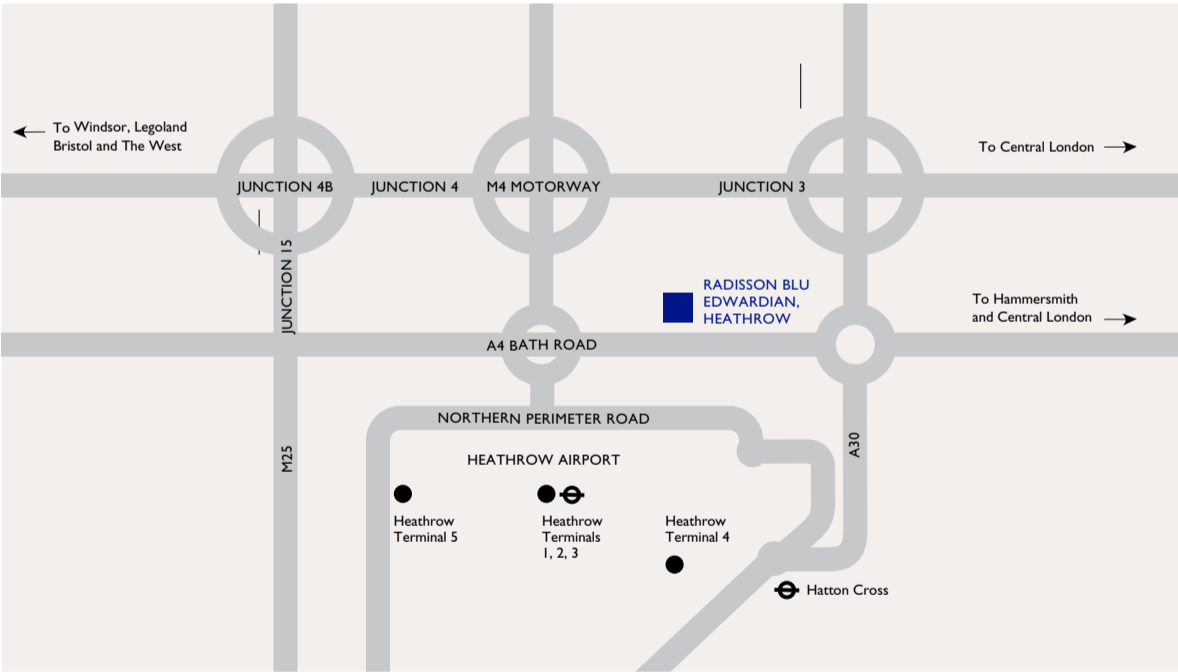 To Windsor, Legoland
Bristol and The West
To Central London
JUNCTION 4B
JUNCTION 4
M4 MOTORWAY
JUNCTION 3
JUNCTION 15
RADISSON BLU
EDWARDIAN,
HEATHROW
To Hammersmith
and Central London
A4 BATH ROAD
NORTHERN PERIMETER ROAD
M25
A30
HEATHROW AIRPORT
Heathrow
Terminal 5
Heathrow
Terminals
1, 2, 3
Heathrow
Terminal 4
Hatton Cross